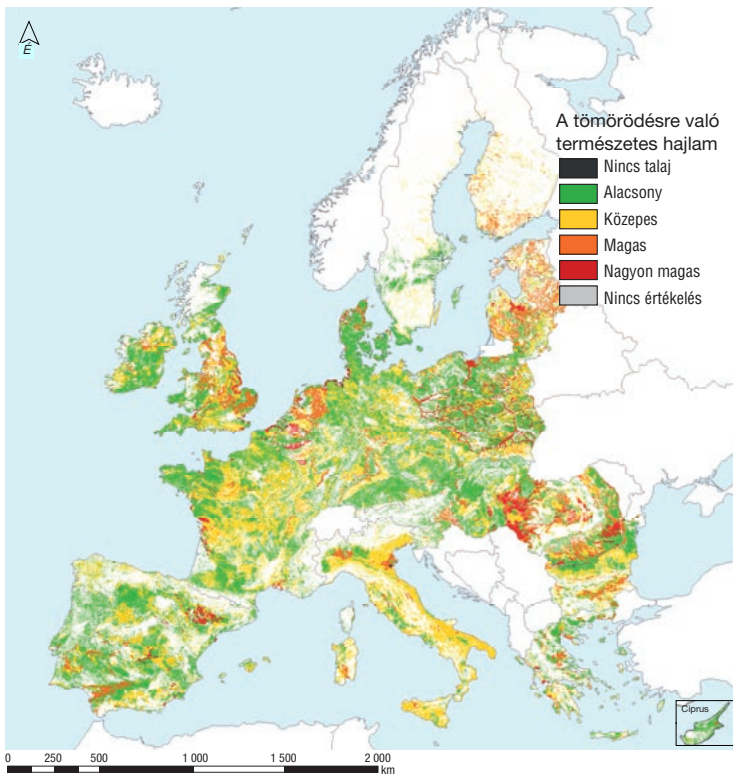 É
A tömörödésre való
természetes hajlam
Nincs talaj
Alacsony
Közepes
Magas
Nagyon magas
Nincs értékelés
Ciprus
0 250 500 1 000 1 500 2 000
km